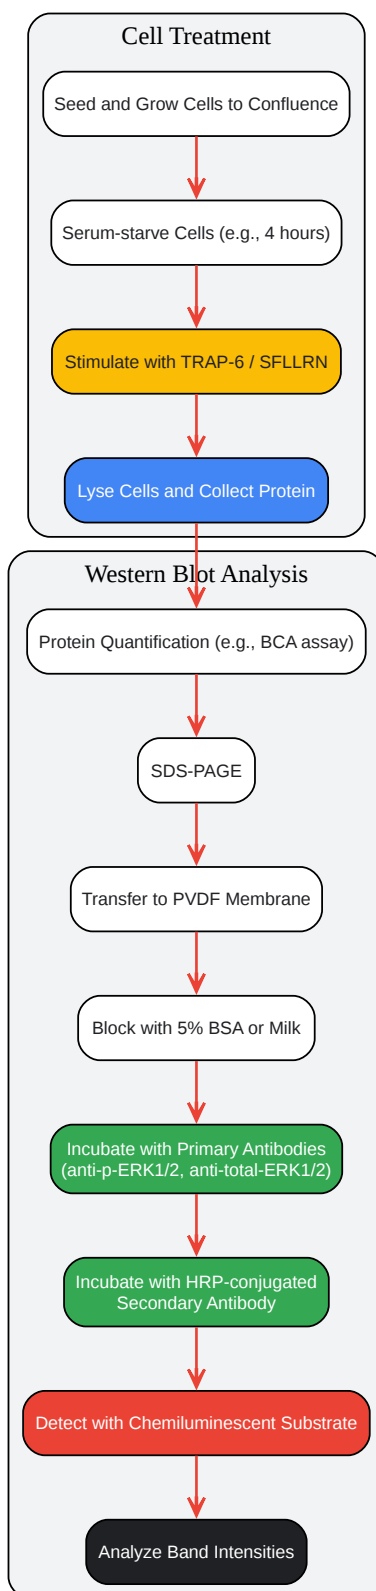 Cell Treatment
Seed and Grow Cells to Confluence
Serum-starve Cells (e.g., 4 hours)
Stimulate with TRAP-6 / SFLLRN
Lyse Cells and Collect Protein
Western Blot Analysis
Protein Quantification (e.g., BCA assay)
SDS-PAGE
Transfer to PVDF Membrane
Block with 5% BSA or Milk
Incubate with Primary Antibodies
(anti-p-ERK1/2, anti-total-ERK1/2)
Incubate with HRP-conjugated
Secondary Antibody
Detect with Chemiluminescent Substrate
Analyze Band Intensities